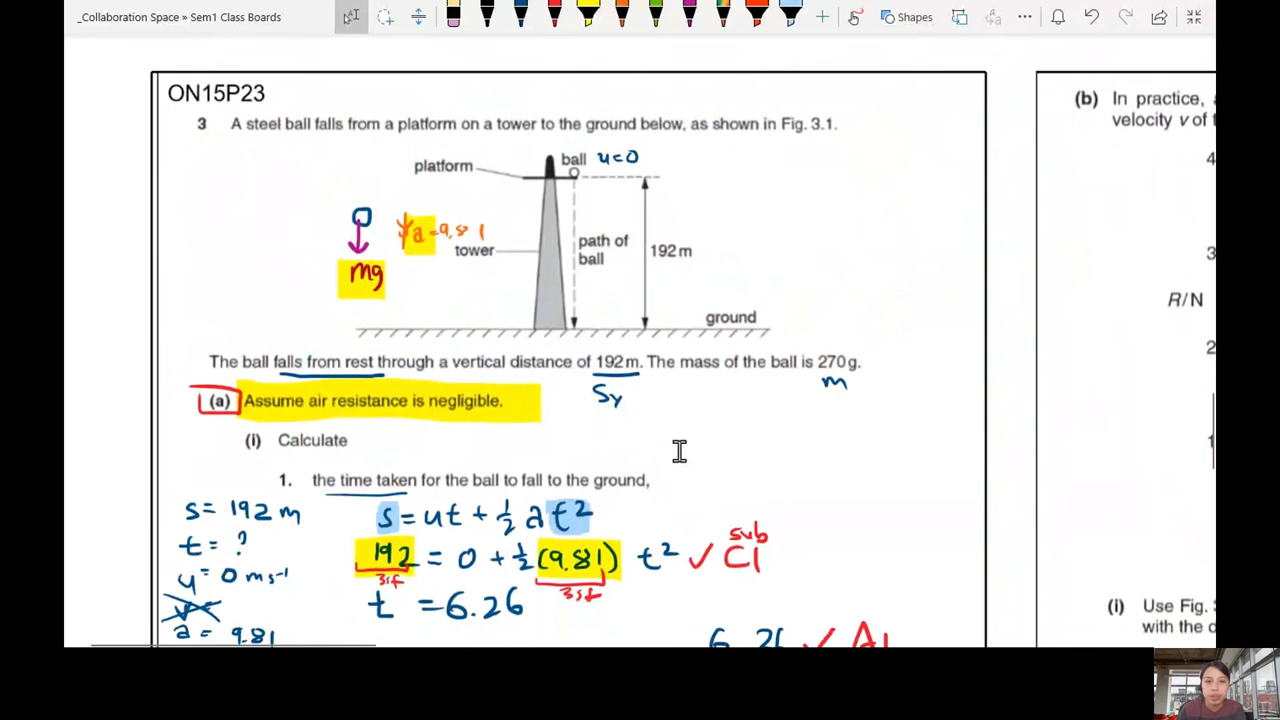 _Collaboration Space » Sem1 Class Boards
Shapes
ON15P23
3 A steel ball falls from a platform on a tower to the ground below, as shown in Fig. 3.1.
platform
ball u=0
a=9.81
tower
mg
path of
ball
192 m
ground
The ball falls from rest through a vertical distance of 192 m. The mass of the ball is 270 g.
Sy
m
(a) Assume air resistance is negligible.
(i) Calculate
1. the time taken for the ball to fall to the ground,
s = 192 m
t = ?
u = 0 ms⁻¹
a = 9.81
s = ut + ½ at²
192 = 0 + ½ (9.81) t² ✓ C1
sub
3sf
3sf
t = 6.26
6.26 ✓ A1
(b) In practice,
velocity v of
4
3
R/N
2
1
(i) Use Fig.
with the